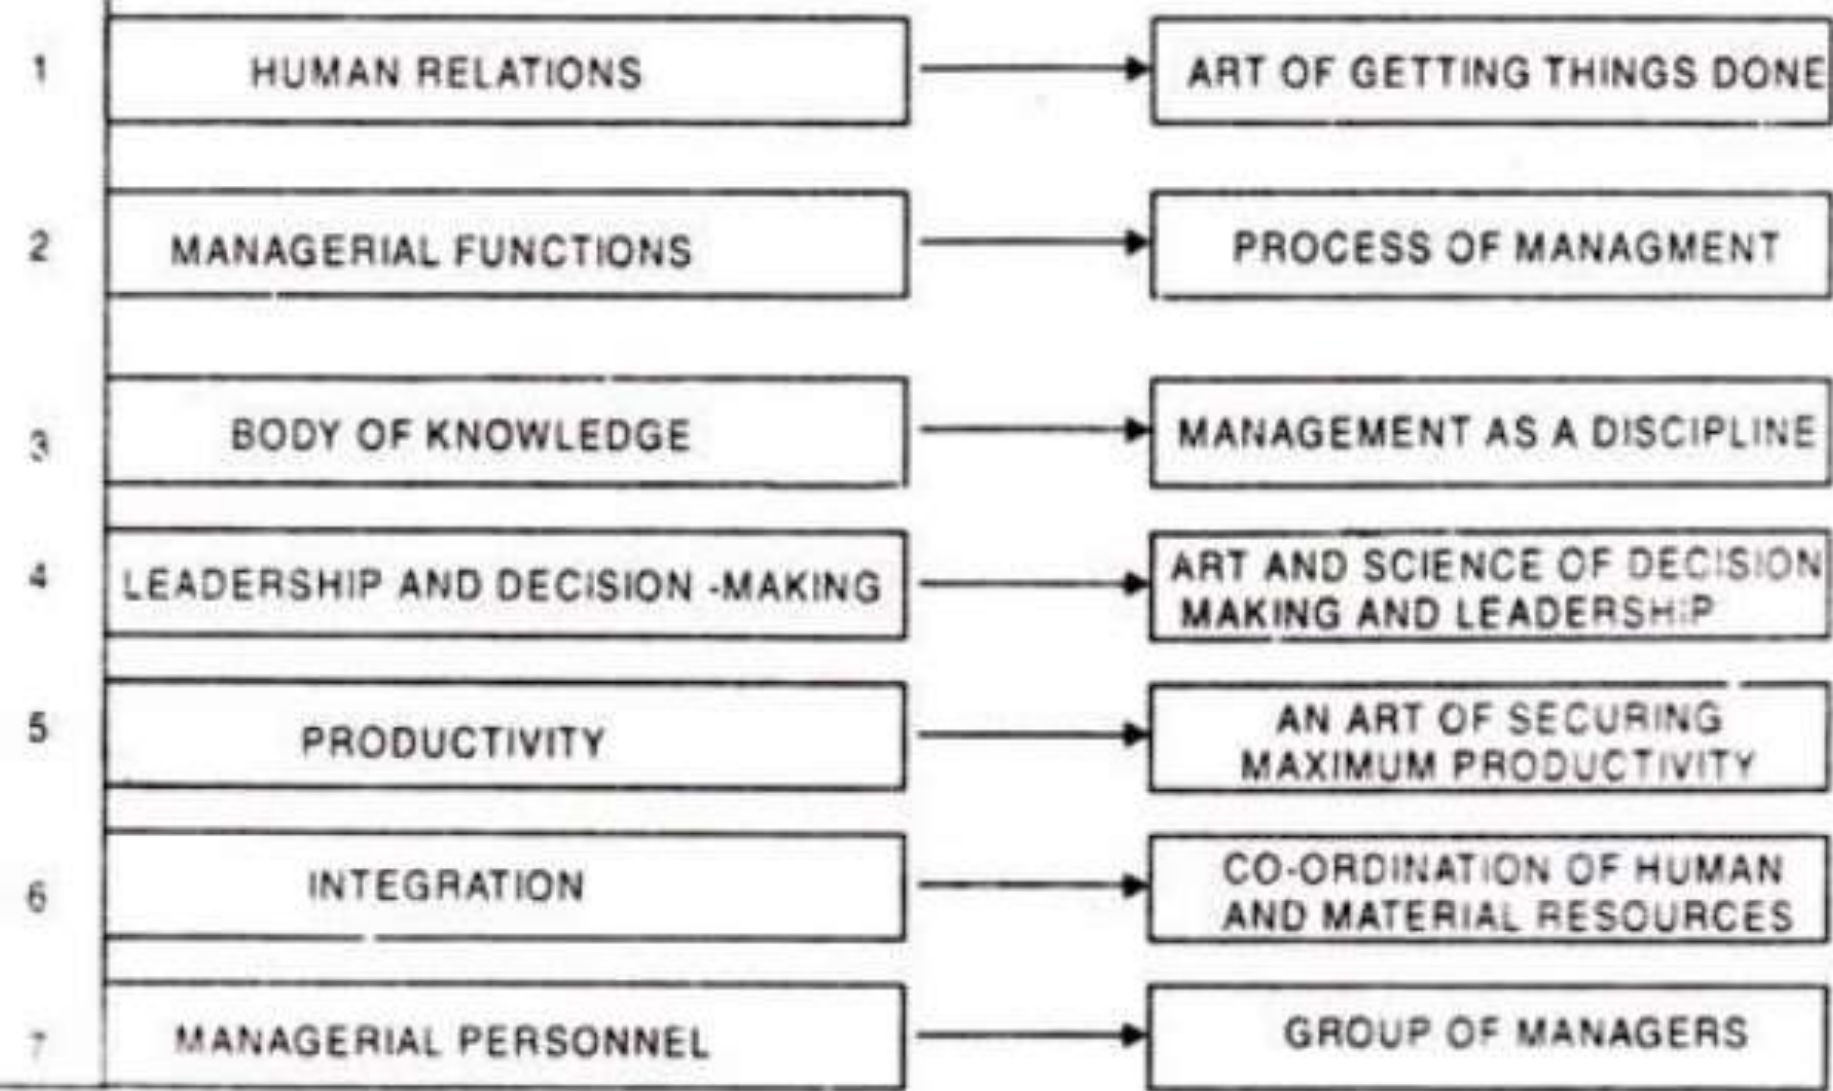 1 HUMAN RELATIONS ART OF GETTING THINGS DONE
2 MANAGERIAL FUNCTIONS PROCESS OF MANAGMENT
3 BODY OF KNOWLEDGE MANAGEMENT AS A DISCIPLINE
4 LEADERSHIP AND DECISION -MAKING ART AND SCIENCE OF DECISION
MAKING AND LEADERSHIP
5 PRODUCTIVITY AN ART OF SECURING
MAXIMUM PRODUCTIVITY
6 INTEGRATION CO-ORDINATION OF HUMAN
AND MATERIAL RESOURCES
7 MANAGERIAL PERSONNEL GROUP OF MANAGERS